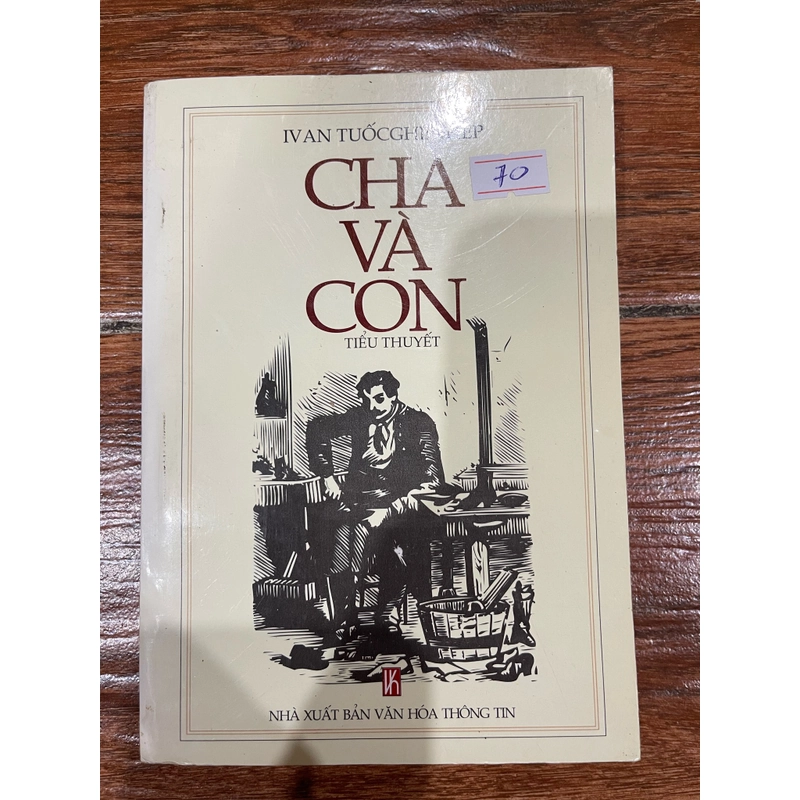 IVAN
CHA
70
VÀ
CON
TIỂU THUYẾT
NHÀ XUẤT BẢN VĂN HÓA THÔNG TIN